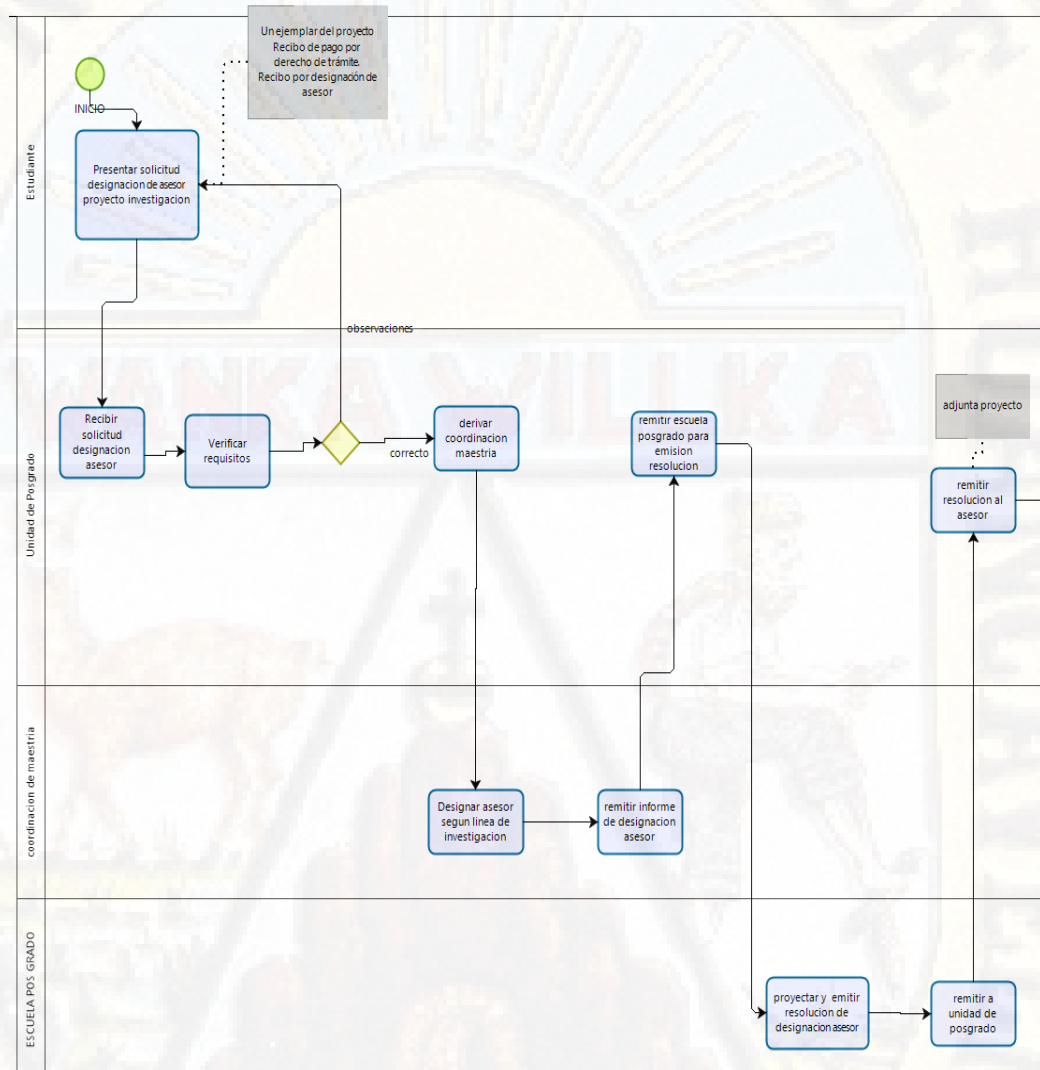 Un ejemplar del proyecto
Recibo de pago por
derecho de trámite.
Recibo por designación de
asesor
INICIO
Estudiante
Presentar solicitud
designacion de asesor
proyecto investigacion
observaciones
WANKA WILLKA
Unidad de Posgrado
Recibir
solicitud
designacion
asesor
Verificar
requisitos
correcto
derivar
coordinacion
maestria
remitir escuela
posgrado para
emision
resolucion
adjunta proyecto
remitir
resolucion al
asesor
coordinacion de maestria
Designar asesor
segun linea de
investigacion
remitir informe
de designacion
asesor
ESCUELA POS GRADO
proyectar y emitir
resolucion de
designacion asesor
remitir a
unidad de
posgrado